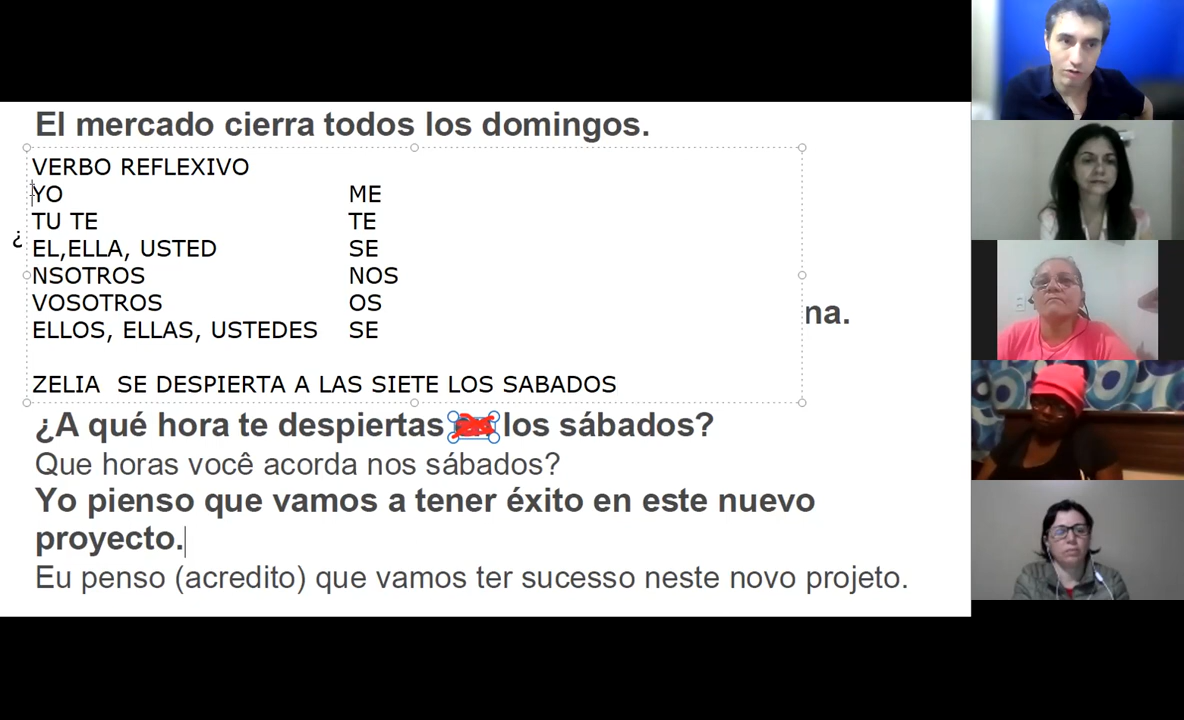 El mercado cierra todos los domingos.
VERBO REFLEXIVO
YO ME
TU TE TE
EL,ELLA, USTED SE
¿
NSOTROS NOS
VOSOTROS OS
na.
ELLOS, ELLAS, USTEDES SE
ZELIA SE DESPIERTA A LAS SIETE LOS SABADOS
¿A qué hora te despiertas los sábados?
Que horas você acorda nos sábados?
Yo pienso que vamos a tener éxito en este nuevo
proyecto.
Eu penso (acredito) que vamos ter sucesso neste novo projeto.